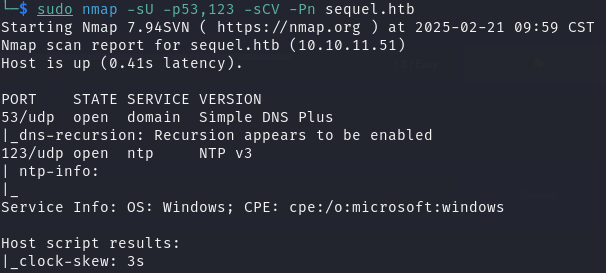 └─$ sudo nmap -sU -p53,123 -sCV -Pn sequel.htb
Starting Nmap 7.94SVN ( https://nmap.org ) at 2025-02-21 09:59 CST
Nmap scan report for sequel.htb (10.10.11.51)
Host is up (0.41s latency).
PORT    STATE SERVICE VERSION
53/udp  open  domain  Simple DNS Plus
|_dns-recursion: Recursion appears to be enabled
123/udp open  ntp     NTP v3
| ntp-info:
|_
Service Info: OS: Windows; CPE: cpe:/o:microsoft:windows
Host script results:
|_clock-skew: 3s